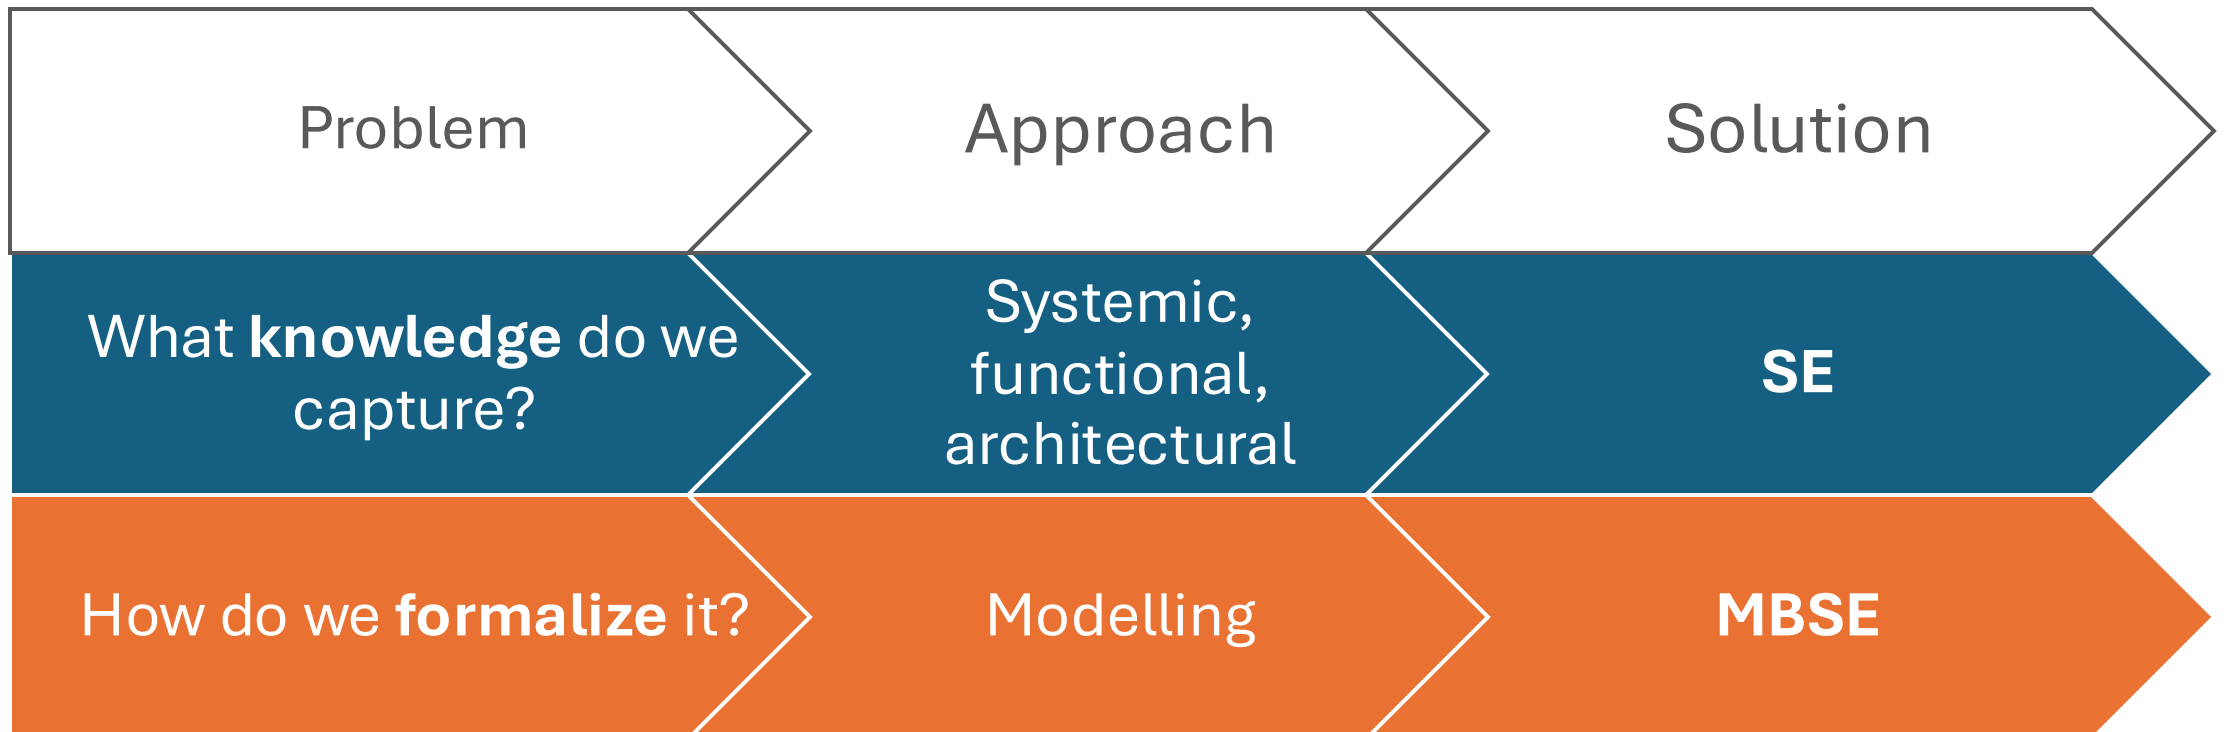 Problem
Approach
Solution
What knowledge do we
capture?
Systemic,
functional,
architectural
SE
How do we formalize it?
Modelling
MBSE